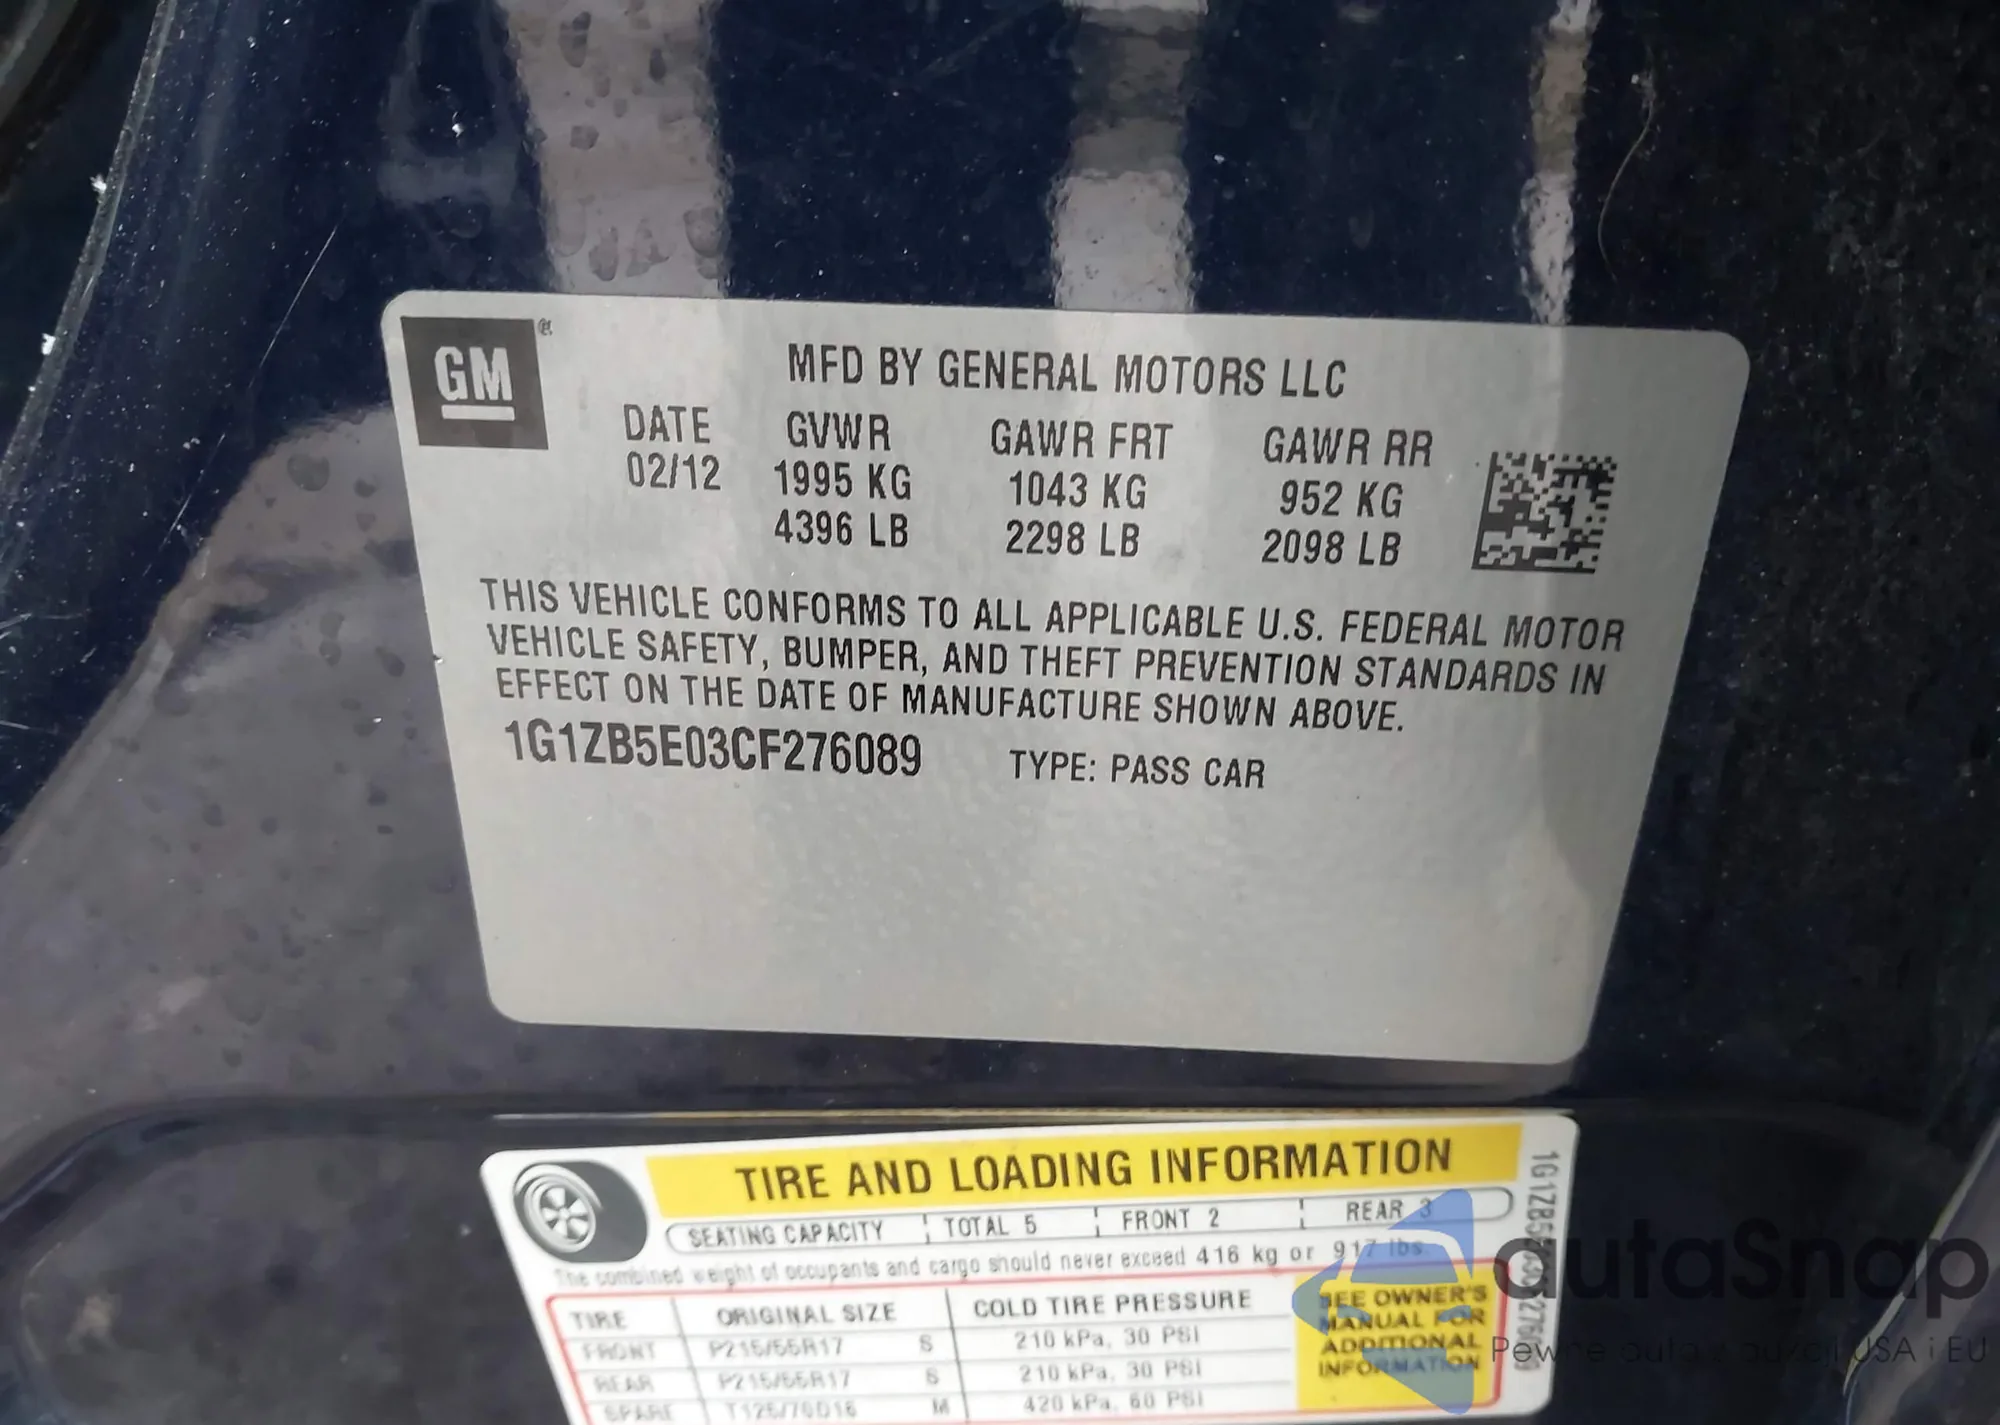 GM ®
MFD BY GENERAL MOTORS LLC
DATE GVWR GAWR FRT GAWR RR
02/12 1995 KG 1043 KG 952 KG
4396 LB 2298 LB 2098 LB
THIS VEHICLE CONFORMS TO ALL APPLICABLE U.S. FEDERAL MOTOR
VEHICLE SAFETY, BUMPER, AND THEFT PREVENTION STANDARDS IN
EFFECT ON THE DATE OF MANUFACTURE SHOWN ABOVE.
1G1ZB5E03CF276089 TYPE: PASS CAR
TIRE AND LOADING INFORMATION
SEATING CAPACITY TOTAL 5 FRONT 2 REAR 3
The combined weight of occupants and cargo should never exceed 416 kg or 917 lbs.
TIRE ORIGINAL SIZE COLD TIRE PRESSURE
FRONT P215/55R17 S 210 kPa, 30 PSI
REAR P215/55R17 S 210 kPa, 30 PSI
SPARE T125/70D16 M 420 kPa, 60 PSI
SEE OWNER'S
MANUAL FOR
ADDITIONAL
INFORMATION
autaSnap
USA i EU